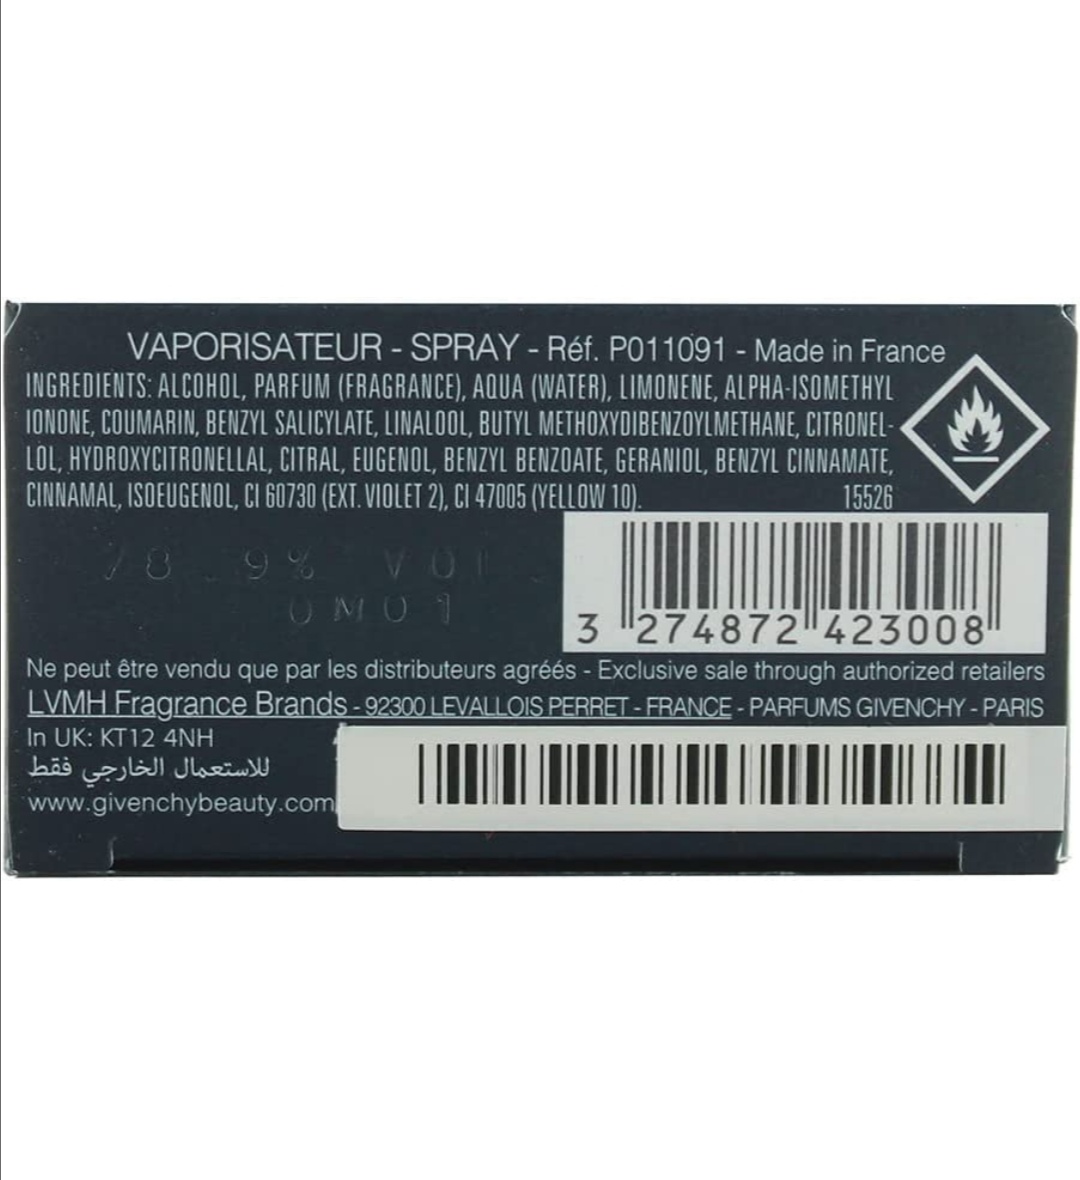 VAPORISATEUR - SPRAY - Réf. P011091 - Made in France
INGREDIENTS: ALCOHOL, PARFUM (FRAGRANCE), AQUA (WATER), LIMONENE, ALPHA-ISOMETHYL
IONONE, COUMARIN, BENZYL SALICYLATE, LINALOOL, BUTYL METHOXYDIBENZOYLMETHANE, CITRONEL-
LOL, HYDROXYCITRONELLAL, CITRAL, EUGENOL, BENZYL BENZOATE, GERANIOL, BENZYL CINNAMATE,
CINNAMAL, ISOEUGENOL, CI 60730 (EXT. VIOLET 2), CI 47005 (YELLOW 10). 15526
78.9% VOL.
0M01
3 274872 423008
Ne peut être vendu que par les distributeurs agréés - Exclusive sale through authorized retailers
LVMH Fragrance Brands - 92300 LEVALLOIS PERRET - FRANCE - PARFUMS GIVENCHY - PARIS
In UK: KT12 4NH
للاستعمال الخارجي فقط
www.givenchybeauty.com